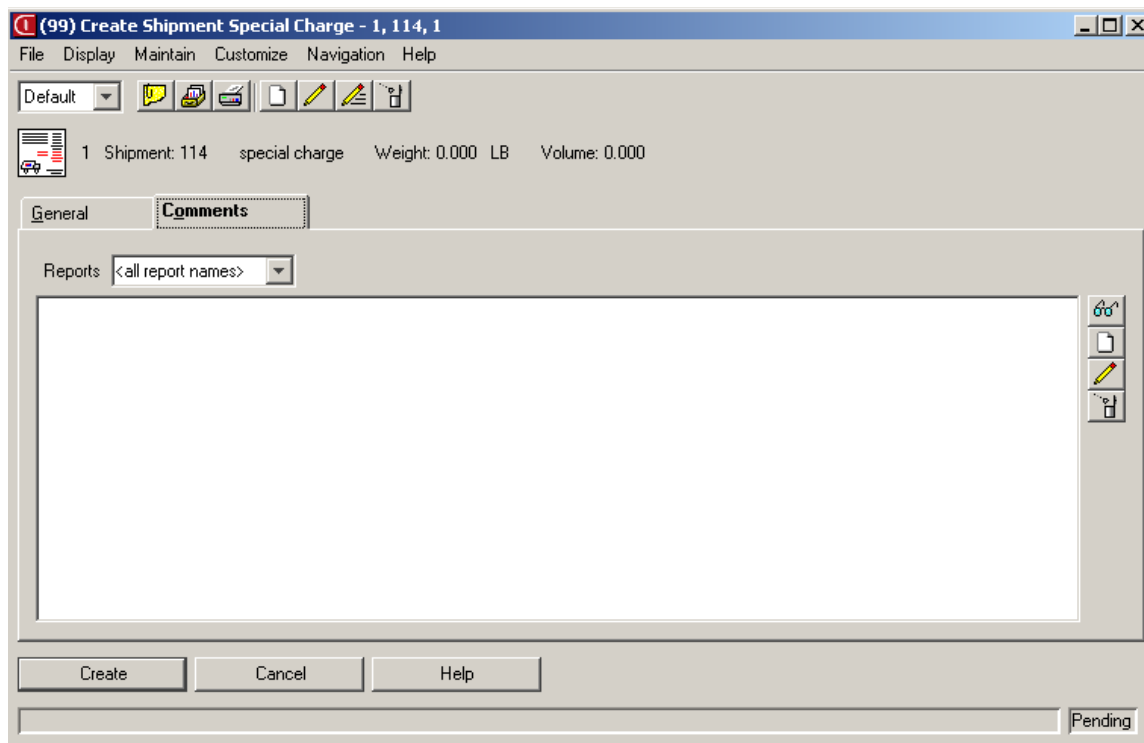 (99) Create Shipment Special Charge - 1, 114, 1
File Display Maintain Customize Navigation Help
Default
1 Shipment: 114 special charge Weight: 0.000 LB Volume: 0.000
General Comments
Reports <all report names>
Create Cancel Help
Pending